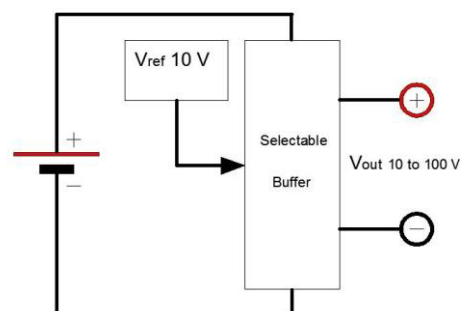 Vref 10 V
+
−
Selectable
Buffer
+
Vout 10 to 100 V
−